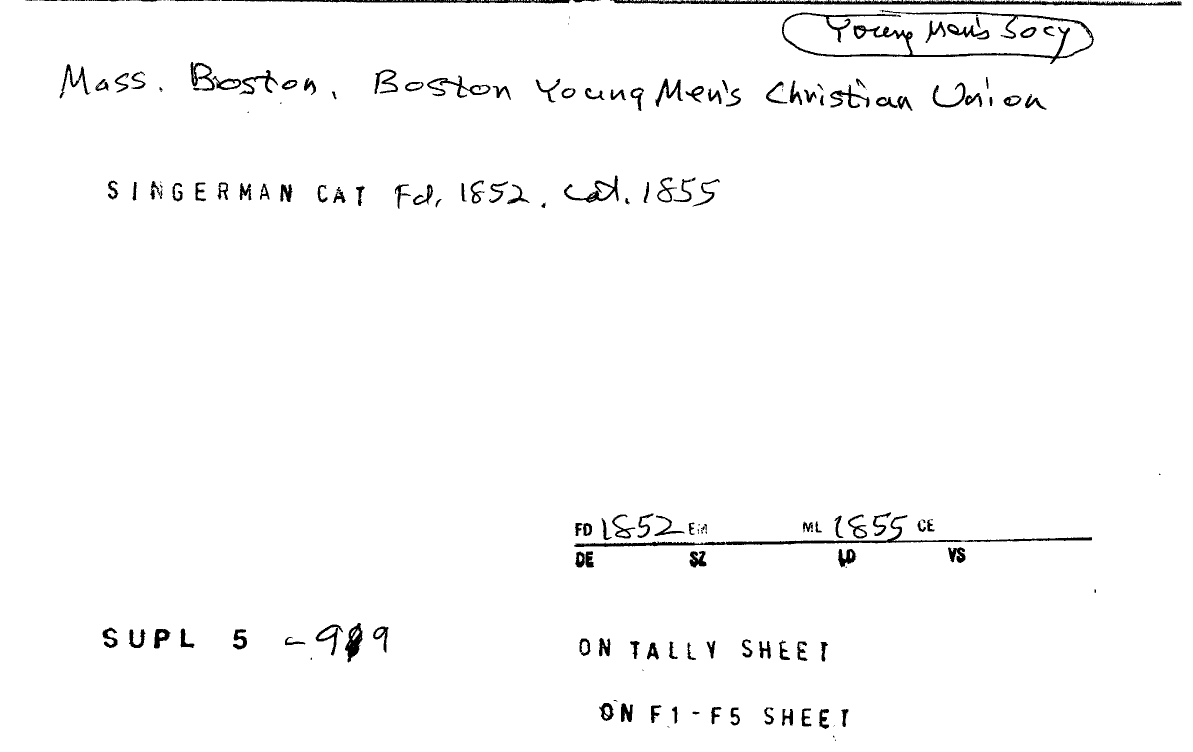 Young Men's Socy
Mass. Boston. Boston Young Men's Christian Union
SINGERMAN CAT Fd. 1852. Cat. 1855
FD 1852 EM ML 1855 CE
DE SZ LD VS
SUPL 5 -
ON TALLY SHEET
ON F1-F5 SHEET